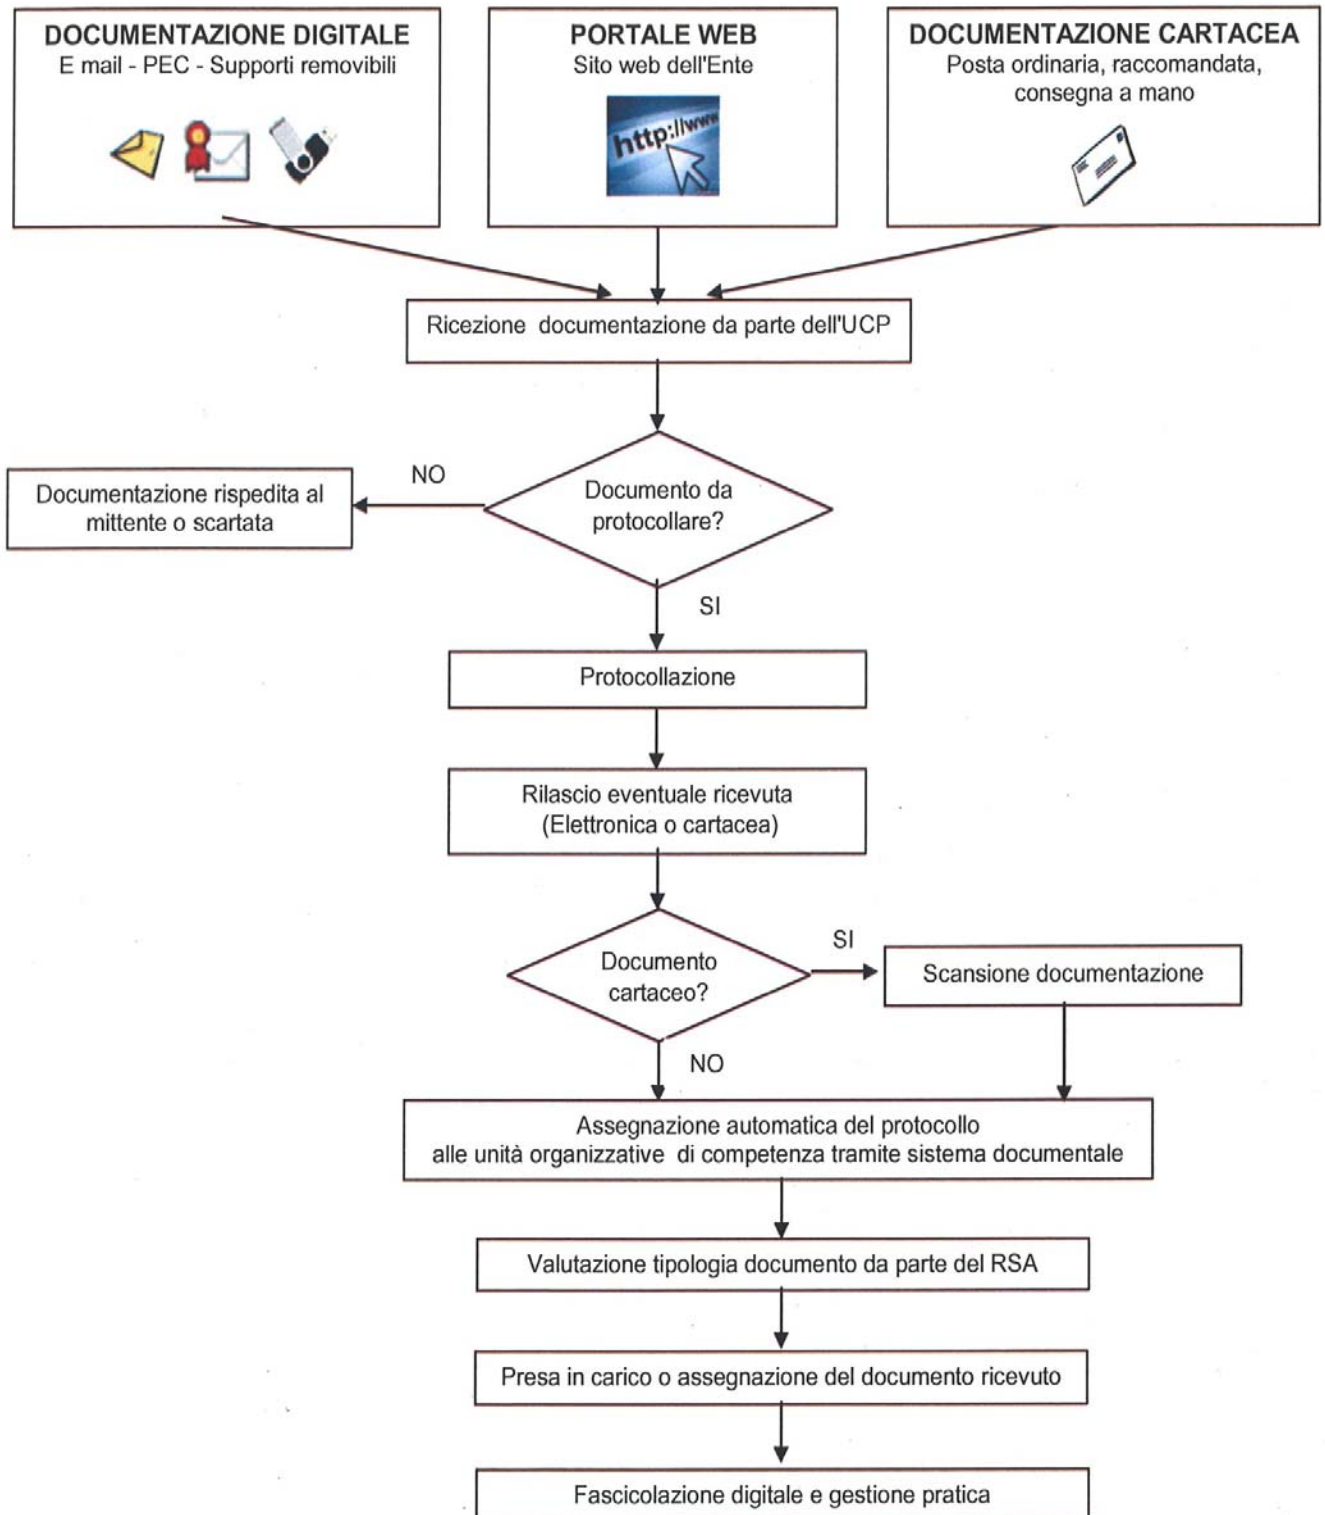 DOCUMENTAZIONE DIGITALE
E mail - PEC - Supporti removibili
PORTALE WEB
Sito web dell'Ente
http://www
DOCUMENTAZIONE CARTACEA
Posta ordinaria, raccomandata,
consegna a mano
Ricezione documentazione da parte dell'UCP
Documento da
protocollare?
NO
Documentazione rispedita al
mittente o scartata
SI
Protocollazione
Rilascio eventuale ricevuta
(Elettronica o cartacea)
Documento
cartaceo?
SI
Scansione documentazione
NO
Assegnazione automatica del protocollo
alle unità organizzative di competenza tramite sistema documentale
Valutazione tipologia documento da parte del RSA
Presa in carico o assegnazione del documento ricevuto
Fascicolazione digitale e gestione pratica